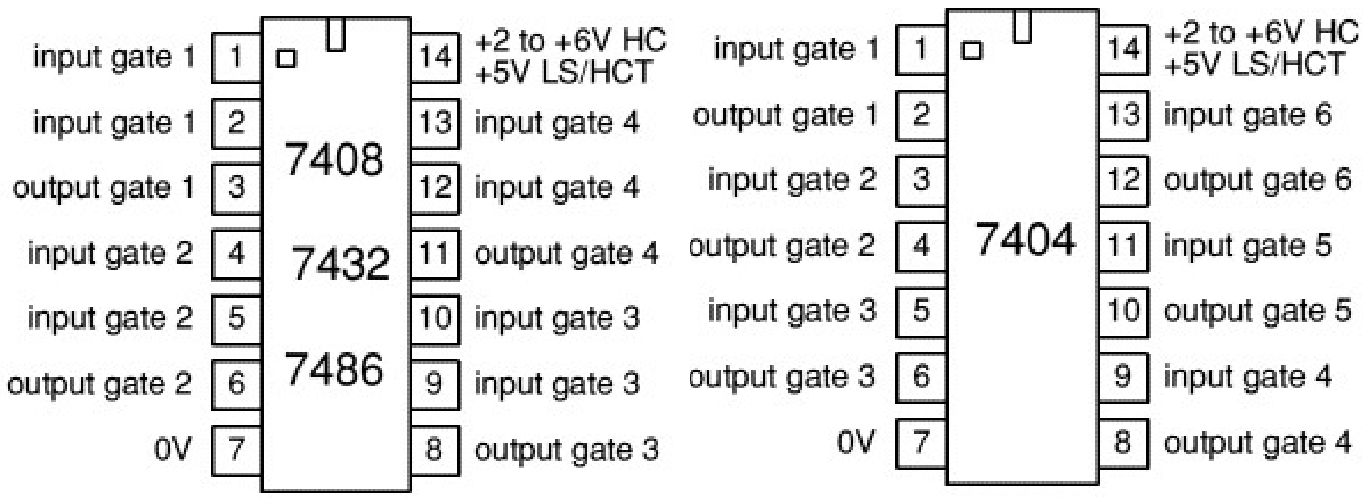 input gate 1 1 14 +2 to +6V HC
+5V LS/HCT
input gate 1 2 13 input gate 4
7408
output gate 1 3 12 input gate 4
input gate 2 4 7432 11 output gate 4
input gate 2 5 10 input gate 3
output gate 2 6 7486 9 input gate 3
0V 7 8 output gate 3
input gate 1 1 14 +2 to +6V HC
+5V LS/HCT
output gate 1 2 13 input gate 6
input gate 2 3 12 output gate 6
output gate 2 4 7404 11 input gate 5
input gate 3 5 10 output gate 5
output gate 3 6 9 input gate 4
0V 7 8 output gate 4